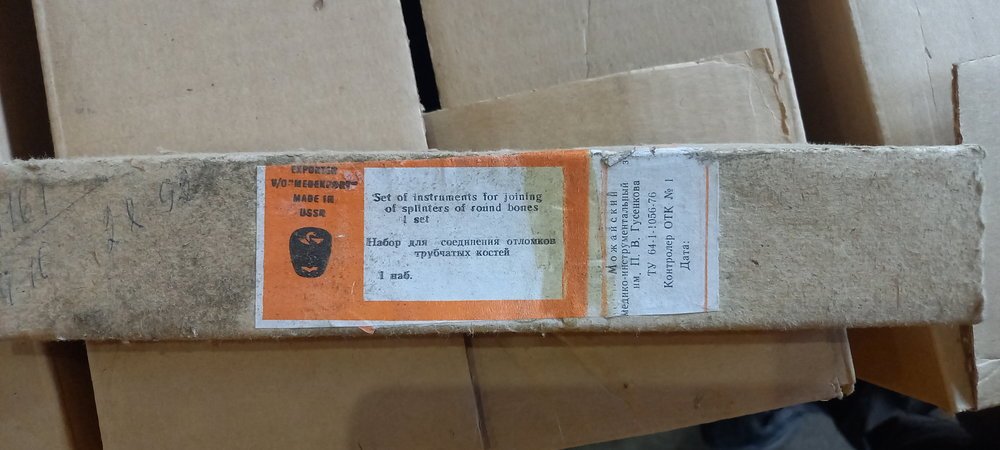 EXPORTER
V/O "MEDEXPORT"
MADE IN
USSR
Set of instruments for joining
of splinters of round bones
1 set
Набор для соединения отломков
трубчатых костей
1 наб.
Можайский з
медико-инструментальный
им. П. В. Гусенкова
ТУ 64-1-1056-76
Контролер ОТК № 1
Дата: